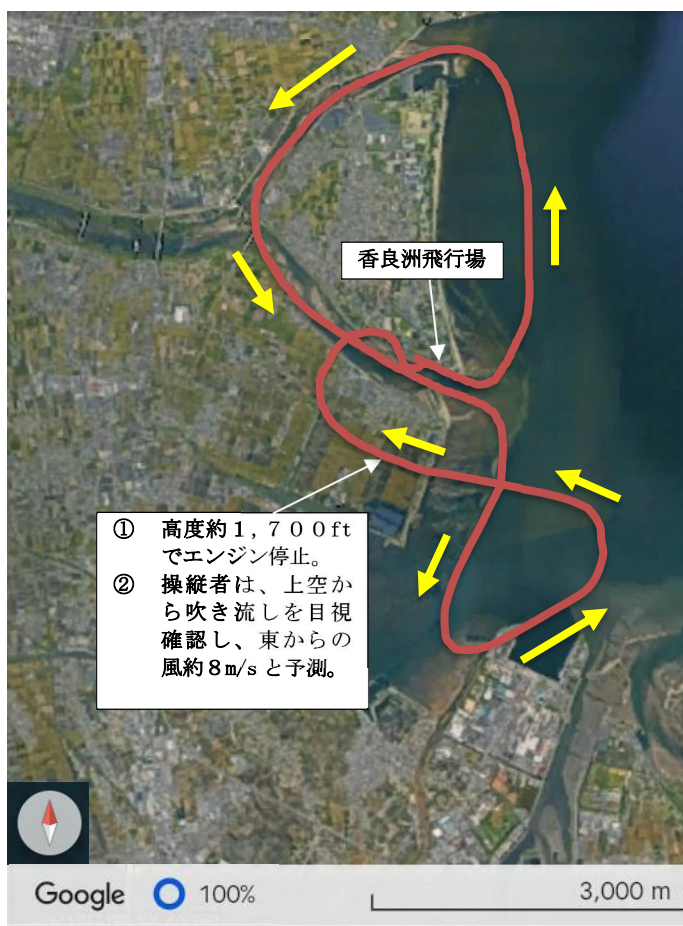 香良洲飛行場
① 高度約１,７００ft
でエンジン停止。
② 操縦者は、上空か
ら吹き流しを目視
確認し、東からの
風約８m/sと予測。
Google 100% 3,000 m